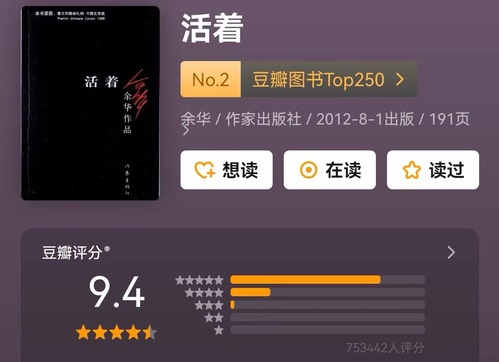 活着
No.2 豆瓣图书Top250 >
余华 / 作家出版社 / 2012-8-1出版 / 191页 >
想读 在读 读过
本书荣获,意大利格林札纳·卡佛文学奖
Premio Grinzane Cavour 1998
活着
余华作品
作家出版社
豆瓣评分®
9.4
753442人评分